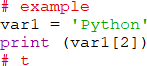 # example
var1 = 'Python'
print (var1[2])
# t